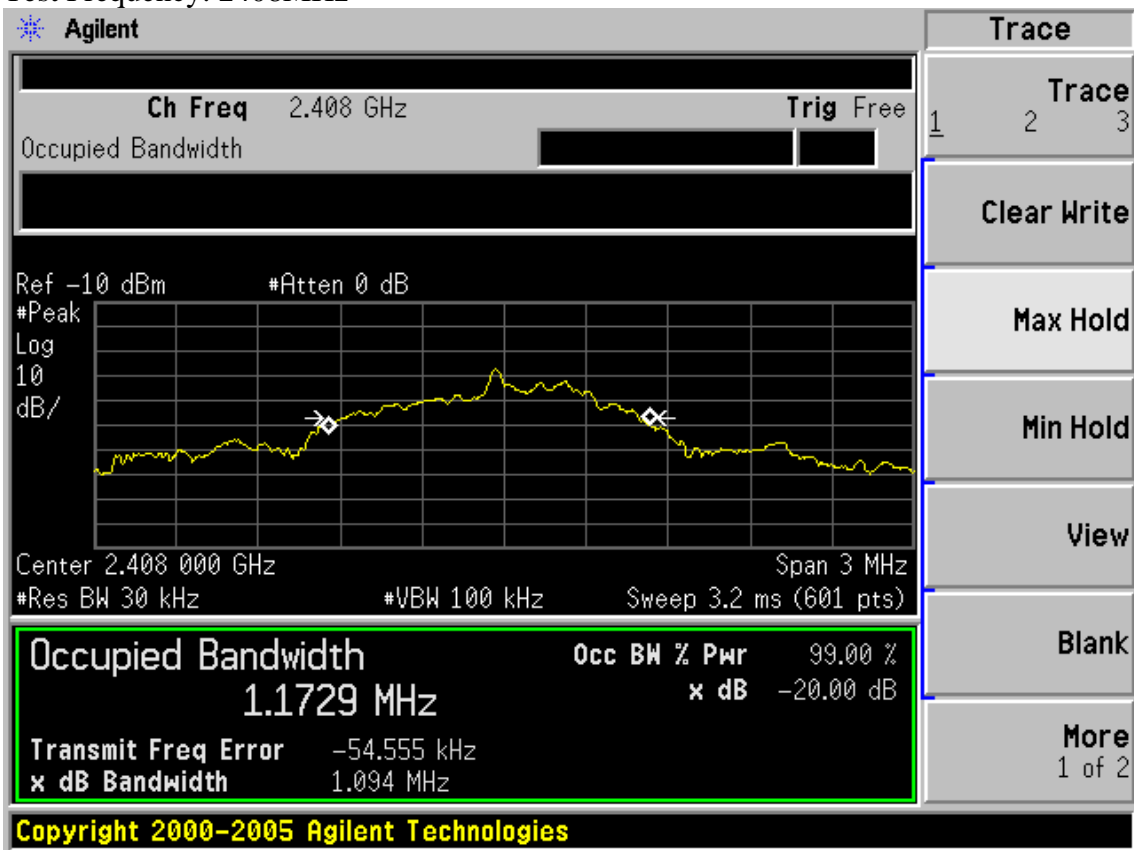 Agilent
Trace
Ch Freq 2.408 GHz Trig Free
Occupied Bandwidth
Trace
1 2 3
Clear Write
Max Hold
Min Hold
View
Blank
More
1 of 2
Ref -10 dBm #Atten 0 dB
#Peak
Log
10
dB/
Center 2.408 000 GHz Span 3 MHz
#Res BW 30 kHz #VBW 100 kHz Sweep 3.2 ms (601 pts)
Occupied Bandwidth Occ BW % Pwr 99.00 %
1.1729 MHz x dB -20.00 dB
Transmit Freq Error -54.555 kHz
x dB Bandwidth 1.094 MHz
Copyright 2000-2005 Agilent Technologies